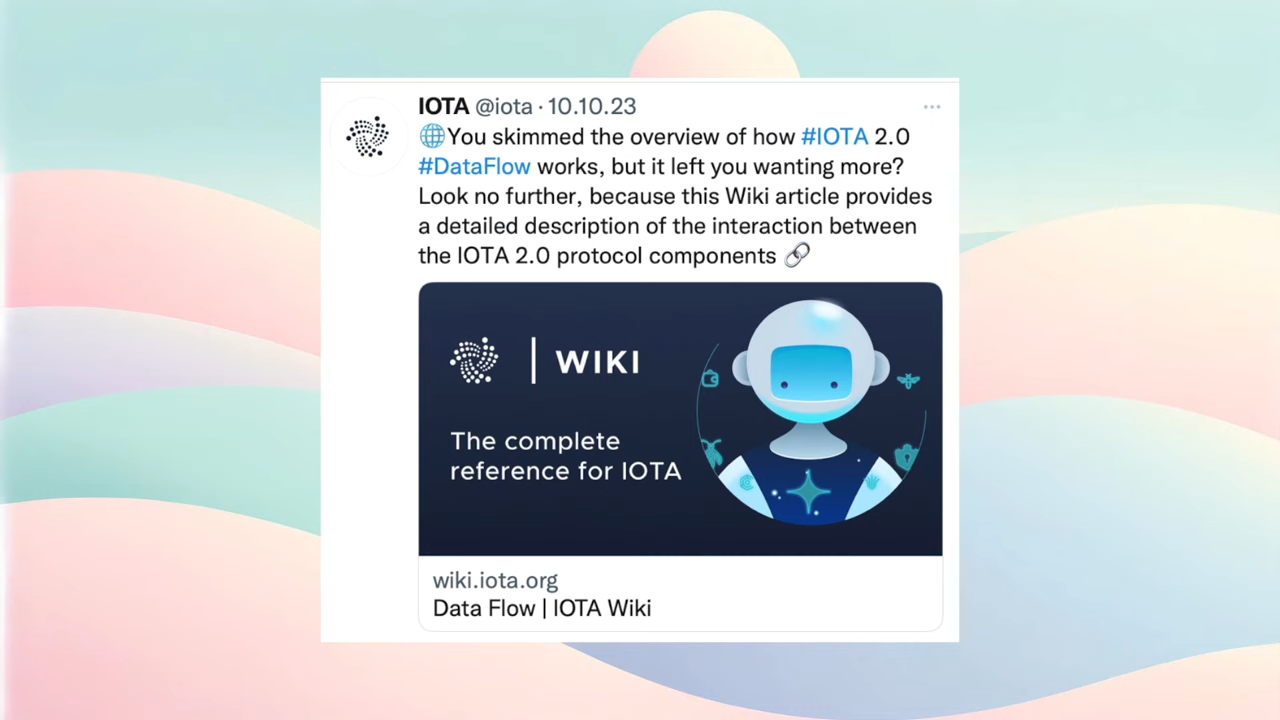 IOTA @iota · 10.10.23
🌐You skimmed the overview of how #IOTA 2.0
#DataFlow works, but it left you wanting more?
Look no further, because this Wiki article provides
a detailed description of the interaction between
the IOTA 2.0 protocol components 🔗
WIKI
The complete
reference for IOTA
wiki.iota.org
Data Flow | IOTA Wiki